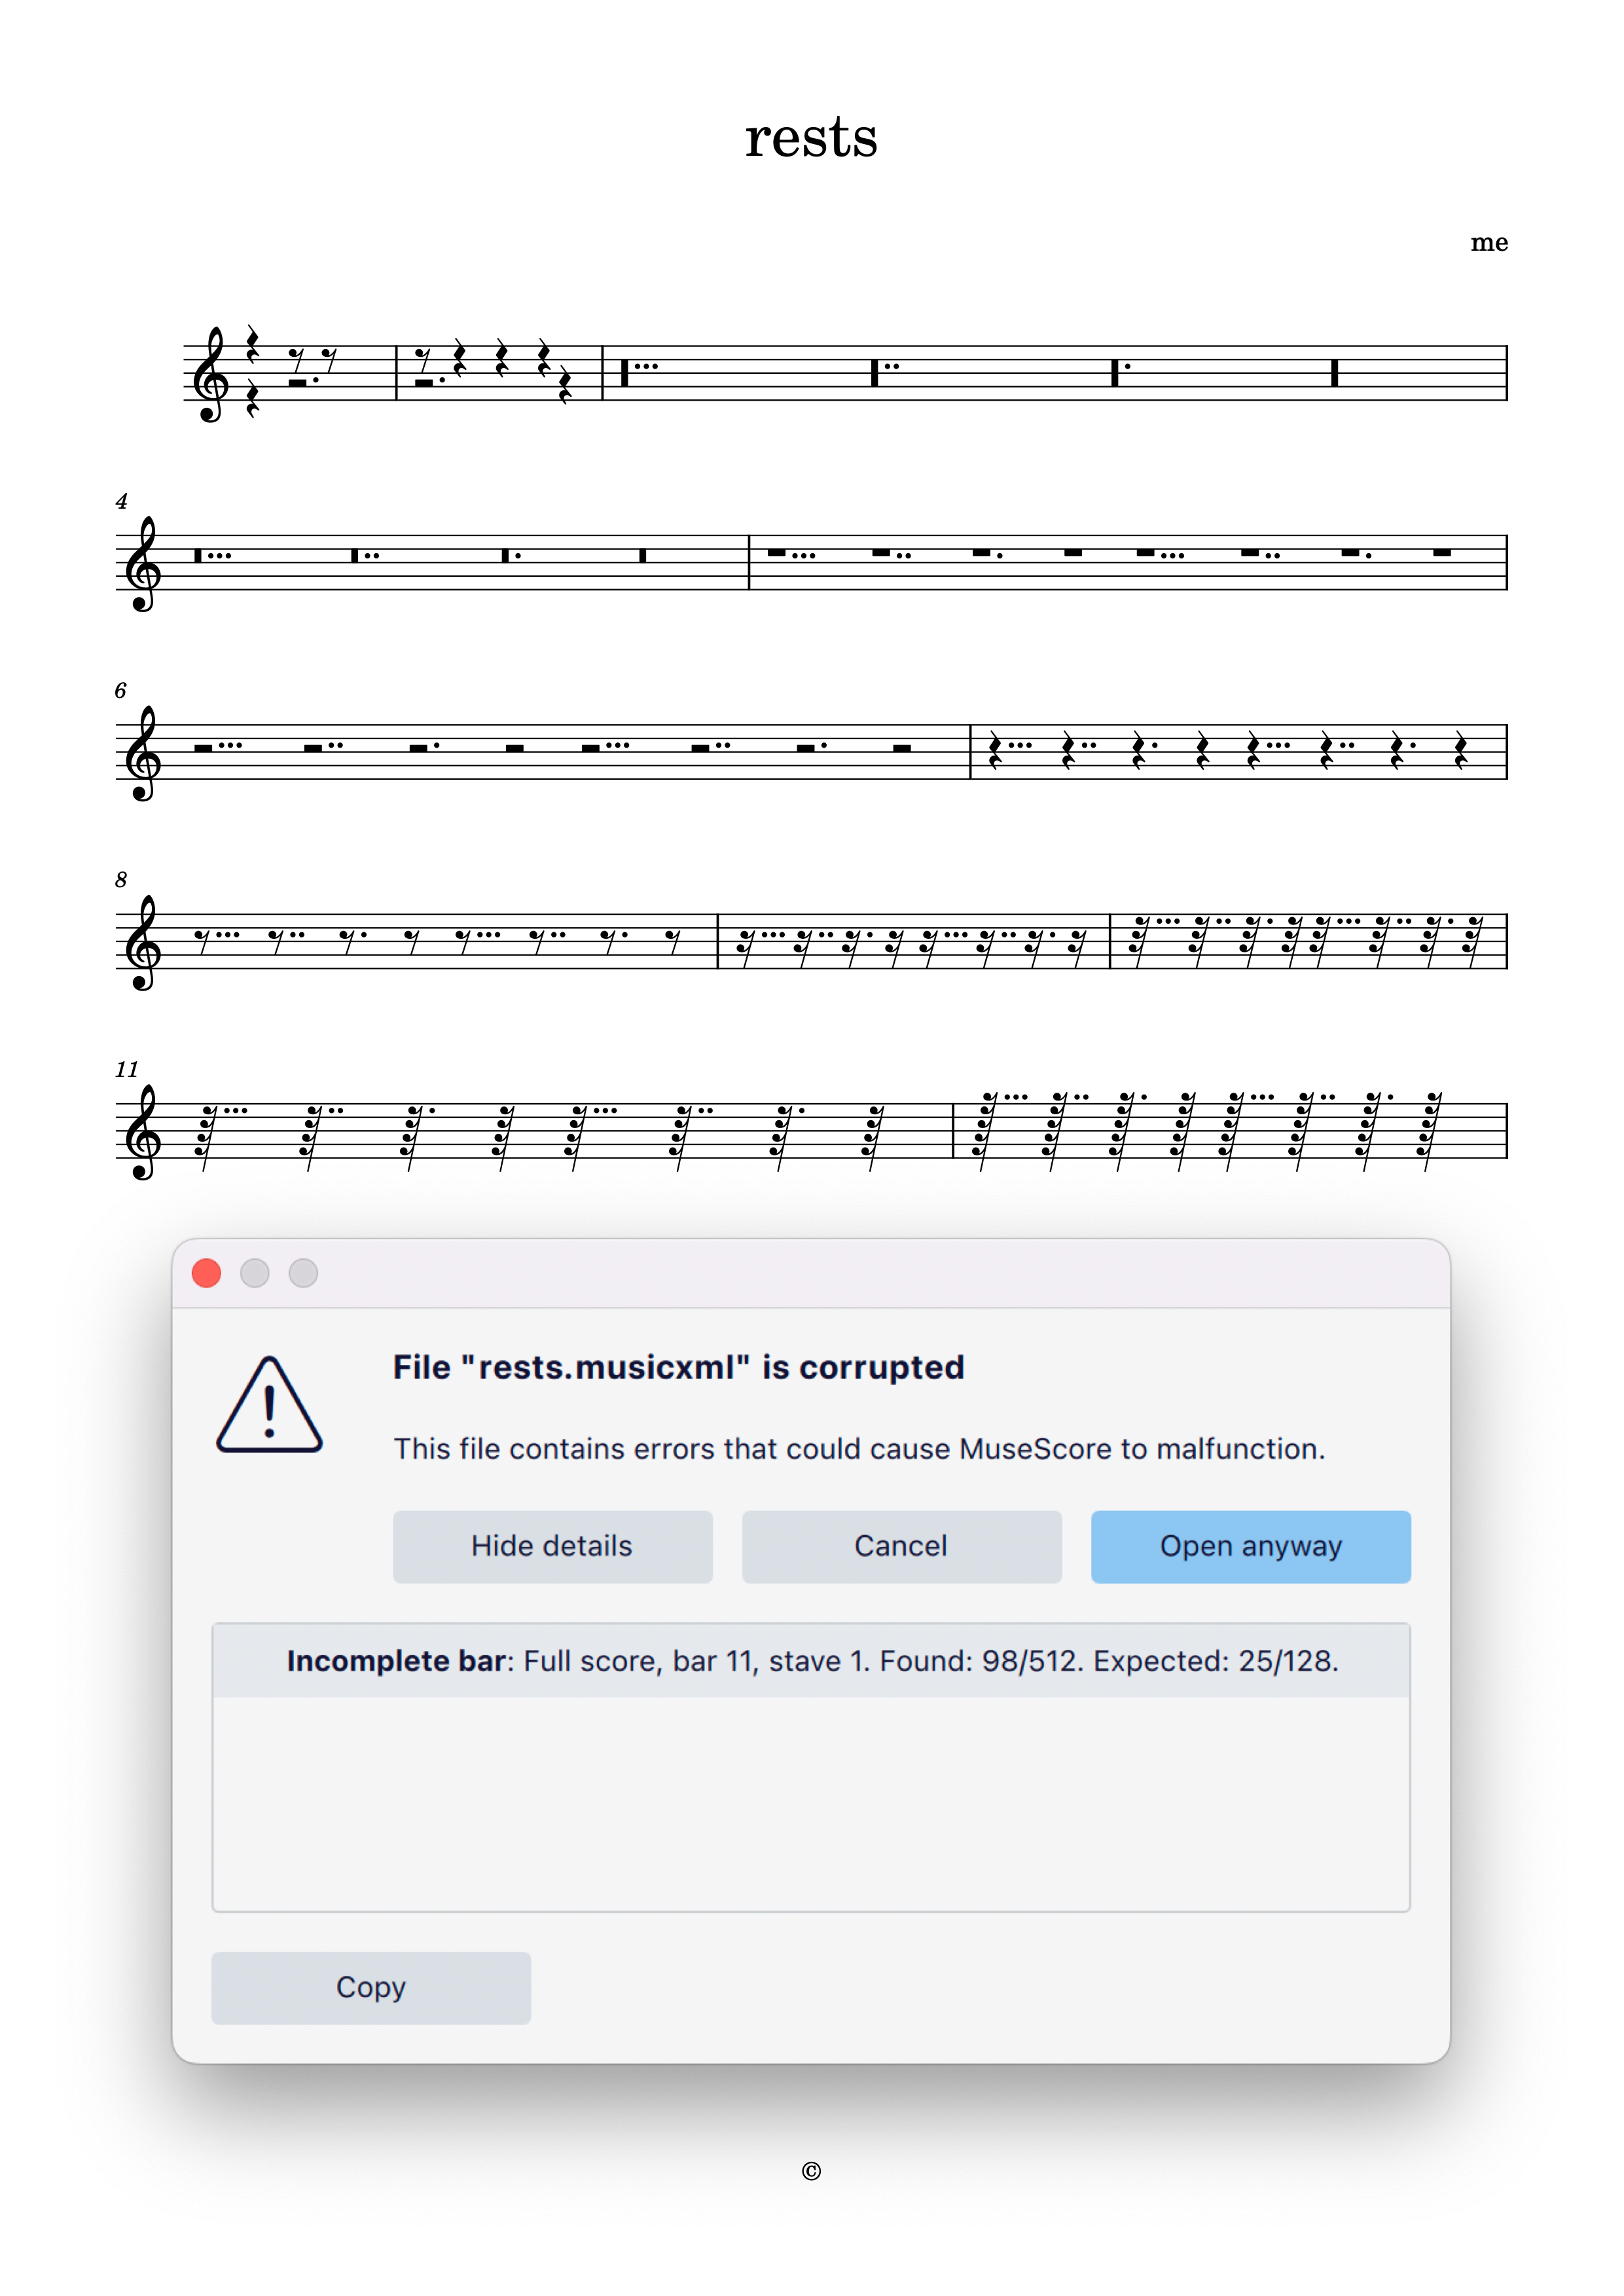 rests
me
4
6
8
11
File "rests.musicxml" is corrupted
This file contains errors that could cause MuseScore to malfunction.
Hide details
Cancel
Open anyway
Incomplete bar: Full score, bar 11, stave 1. Found: 98/512. Expected: 25/128.
Copy
©